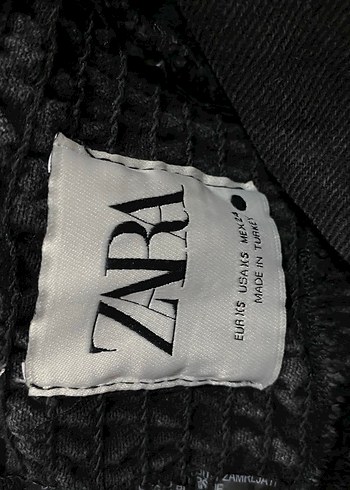 ZARA
EUR XS USA XS MEX 24
MADE IN TURKEY